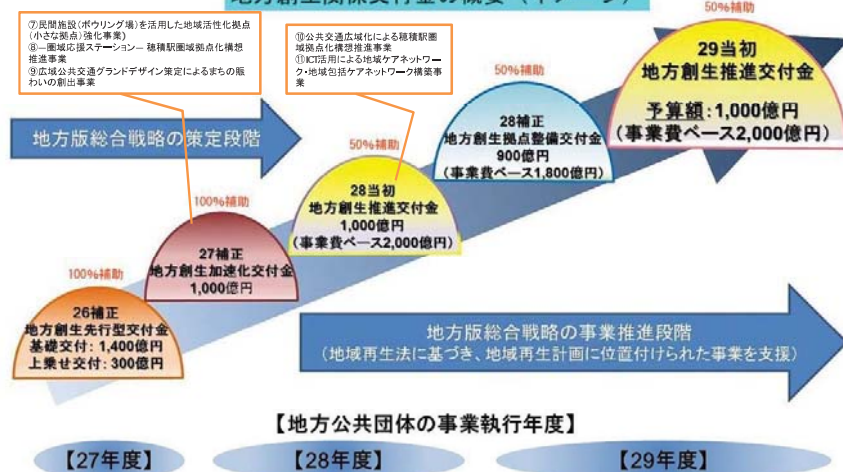 ⑦民間施設(ボウリング場)を活用した地域活性化拠点
(小さな拠点)強化事業)
⑧―圏域応援ステーション― 穂積駅圏域拠点化構想
推進事業
⑨広域公共交通グランドデザイン策定によるまちの賑
わいの創出事業
⑩公共交通広域化による穂積駅圏
域拠点化構想推進事業
⑪ICT活用による地域ケアネットワー
ク・地域包括ケアネットワーク構築事
業
50%補助
29当初
地方創生推進交付金
予算額:1,000億円
(事業費ベース2,000億円)
50%補助
28補正
地方創生拠点整備交付金
900億円
(事業費ベース1,800億円)
地方版総合戦略の策定段階
50%補助
28当初
地方創生推進交付金
1,000億円
(事業費ベース2,000億円)
100%補助
27補正
地方創生加速化交付金
1,000億円
100%補助
26補正
地方創生先行型交付金
基礎交付:1,400億円
上乗せ交付:300億円
地方版総合戦略の事業推進段階
(地域再生法に基づき、地域再生計画に位置付けられた事業を支援)
【地方公共団体の事業執行年度】
【27年度】
【28年度】
【29年度】